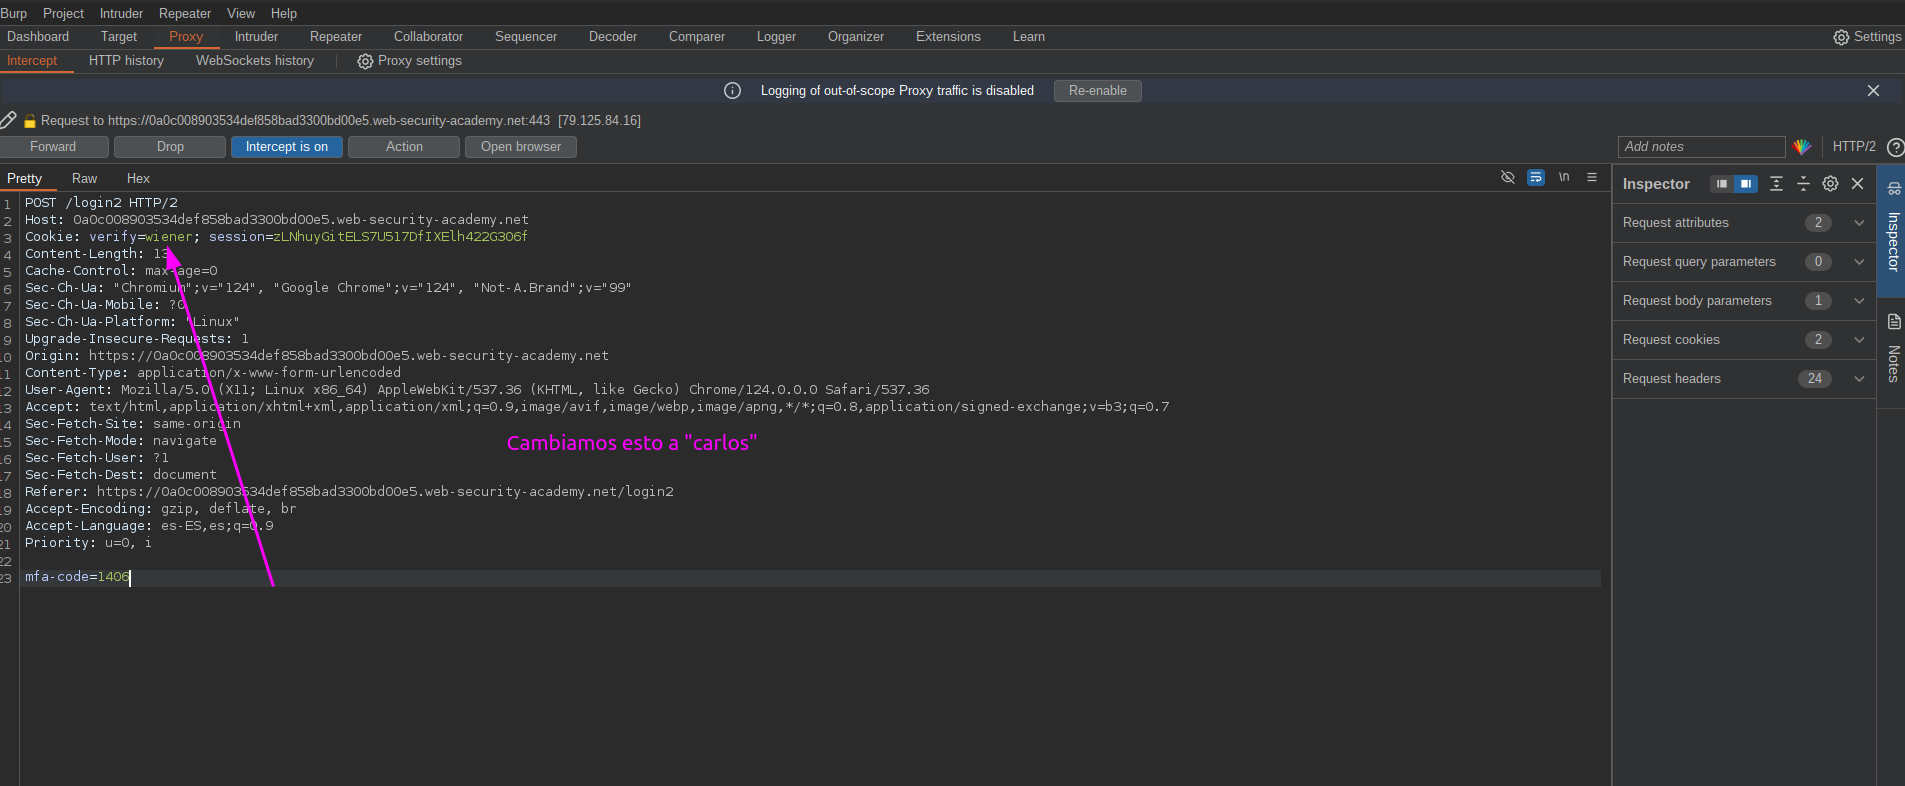 Burp Project Intruder Repeater View Help
Dashboard Target Proxy Intruder Repeater Collaborator Sequencer Decoder Comparer Logger Organizer Extensions Learn Settings
Intercept HTTP history WebSockets history Proxy settings
Logging of out-of-scope Proxy traffic is disabled Re-enable
Request to https://0a0c008903534def858bad3300bd00e5.web-security-academy.net:443 [79.125.84.16]
Forward Drop Intercept is on Action Open browser Add notes HTTP/2
Pretty Raw Hex \n
Inspector
1 POST /login2 HTTP/2
2 Host: 0a0c008903534def858bad3300bd00e5.web-security-academy.net
3 Cookie: verify=wiener; session=zLNhuyGitELS7U517DfIXElh422G306f
4 Content-Length: 13
5 Cache-Control: max-age=0
6 Sec-Ch-Ua: "Chromium";v="124", "Google Chrome";v="124", "Not-A.Brand";v="99"
7 Sec-Ch-Ua-Mobile: ?0
8 Sec-Ch-Ua-Platform: "Linux"
9 Upgrade-Insecure-Requests: 1
10 Origin: https://0a0c008903534def858bad3300bd00e5.web-security-academy.net
11 Content-Type: application/x-www-form-urlencoded
12 User-Agent: Mozilla/5.0 (X11; Linux x86_64) AppleWebKit/537.36 (KHTML, like Gecko) Chrome/124.0.0.0 Safari/537.36
13 Accept: text/html,application/xhtml+xml,application/xml;q=0.9,image/avif,image/webp,image/apng,*/*;q=0.8,application/signed-exchange;v=b3;q=0.7
14 Sec-Fetch-Site: same-origin
15 Sec-Fetch-Mode: navigate
16 Sec-Fetch-User: ?1
17 Sec-Fetch-Dest: document
18 Referer: https://0a0c008903534def858bad3300bd00e5.web-security-academy.net/login2
19 Accept-Encoding: gzip, deflate, br
20 Accept-Language: es-ES,es;q=0.9
21 Priority: u=0, i
22
23 mfa-code=1406
Cambiamos esto a "carlos"
Request attributes 2
Request query parameters 0
Request body parameters 1
Request cookies 2
Request headers 24
Inspector
Notes